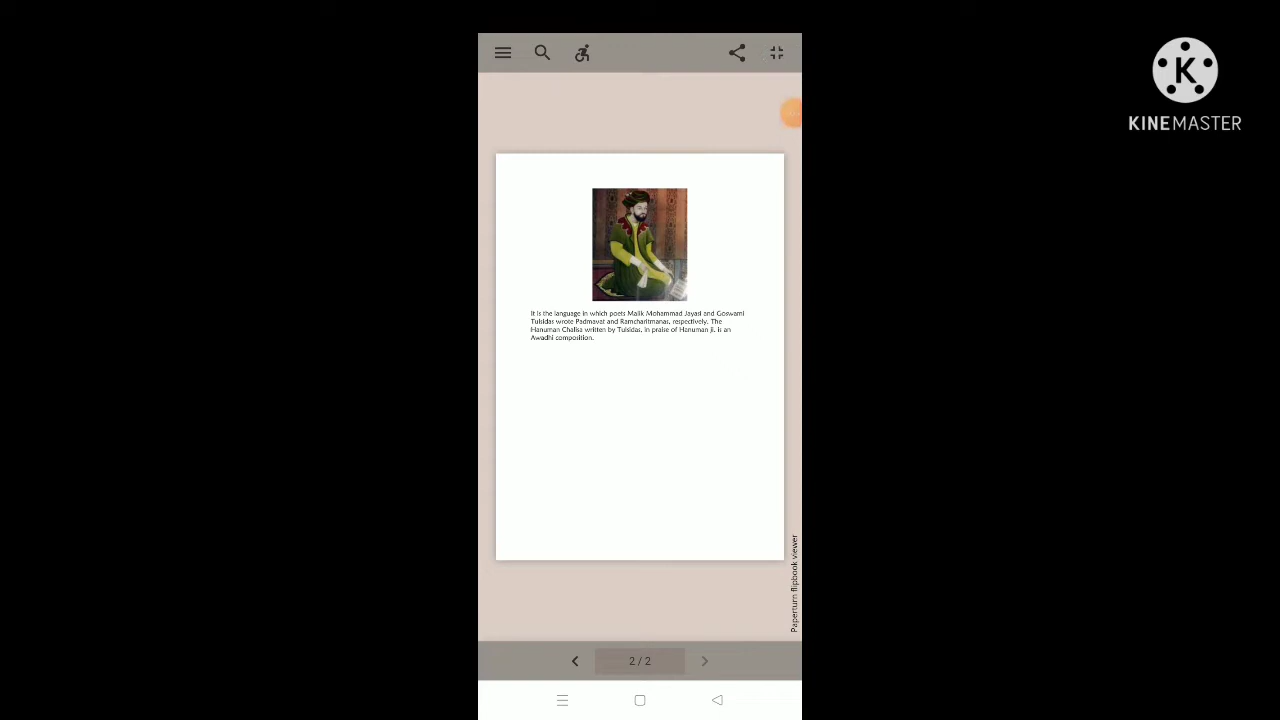 K
KINEMASTER
It is the language in which poets Malik Mohammad Jayasi and Goswami
Tulsidas wrote Padmavat and Ramcharitmanas, respectively. The
Hanuman Chalisa written by Tulsidas, in praise of Hanuman ji, is an
Awadhi composition.
Paperturn flipbook viewer
2 / 2